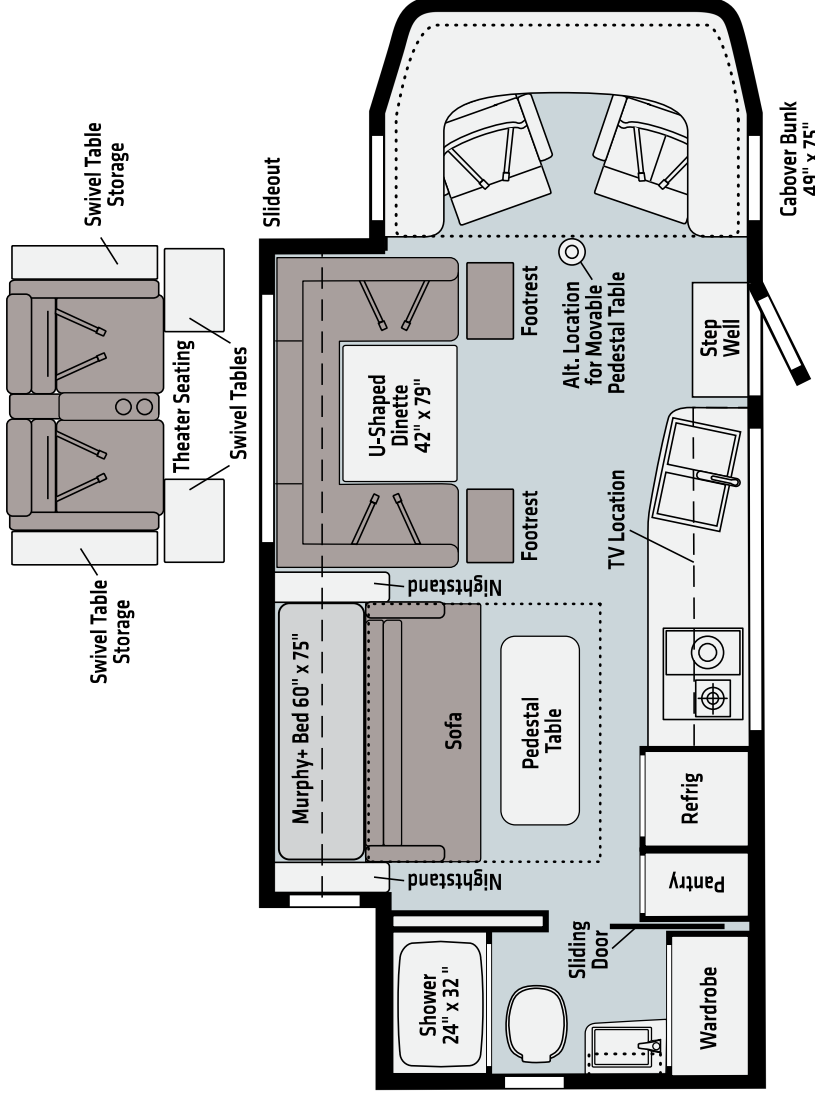 Swivel Table
Storage
Swivel Table
Storage
Theater Seating
Swivel Tables
Slideout
Murphy+ Bed 60" x 75"
Nightstand
Nightstand
Sofa
Pedestal
Table
U-Shaped
Dinette
42" x 79"
Footrest
Footrest
Alt. Location
for Movable
Pedestal Table
TV Location
Step
Well
Shower
24" x 32 "
Sliding
Door
Wardrobe
Pantry
Refrig
Cabover Bunk
49" x 75"